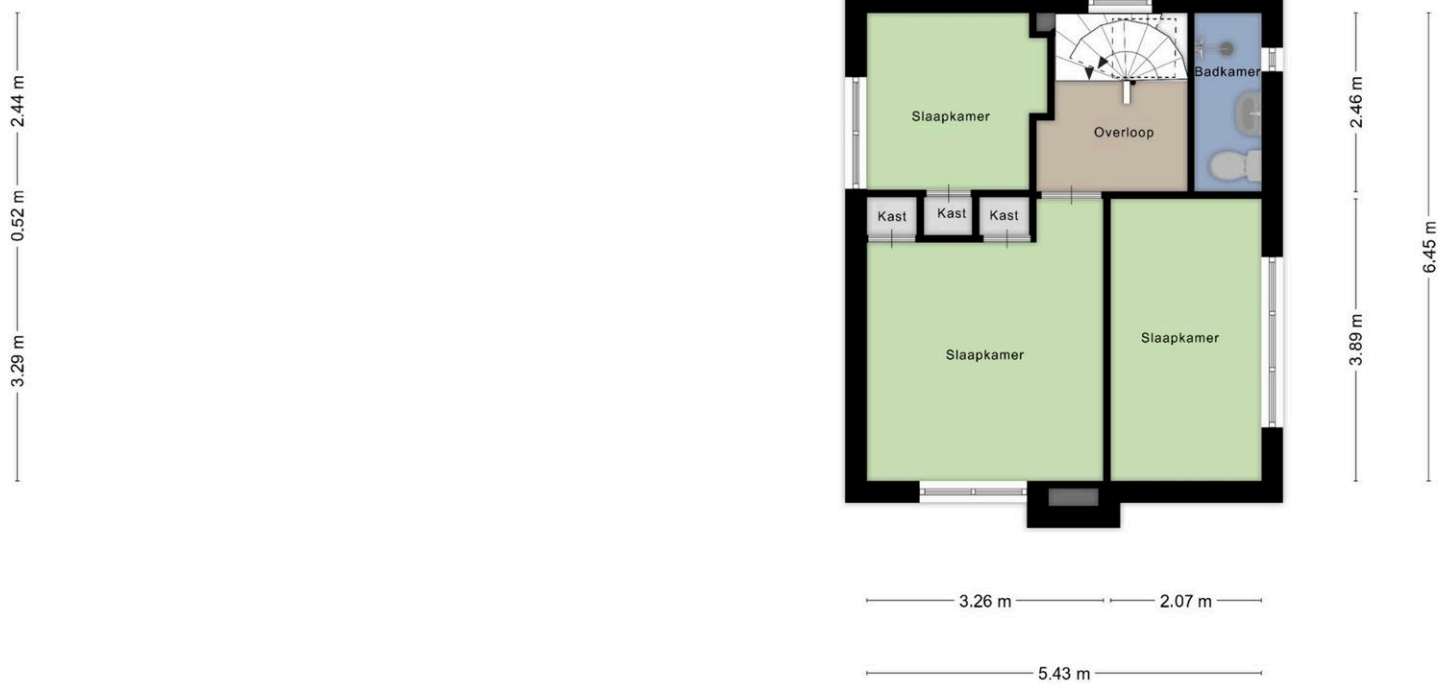 Badkamer
2.44 m
2.46 m
Slaapkamer
Overloop
0.52 m
Kast
Kast
Kast
6.45 m
3.29 m
3.89 m
Slaapkamer
Slaapkamer
3.26 m
2.07 m
5.43 m